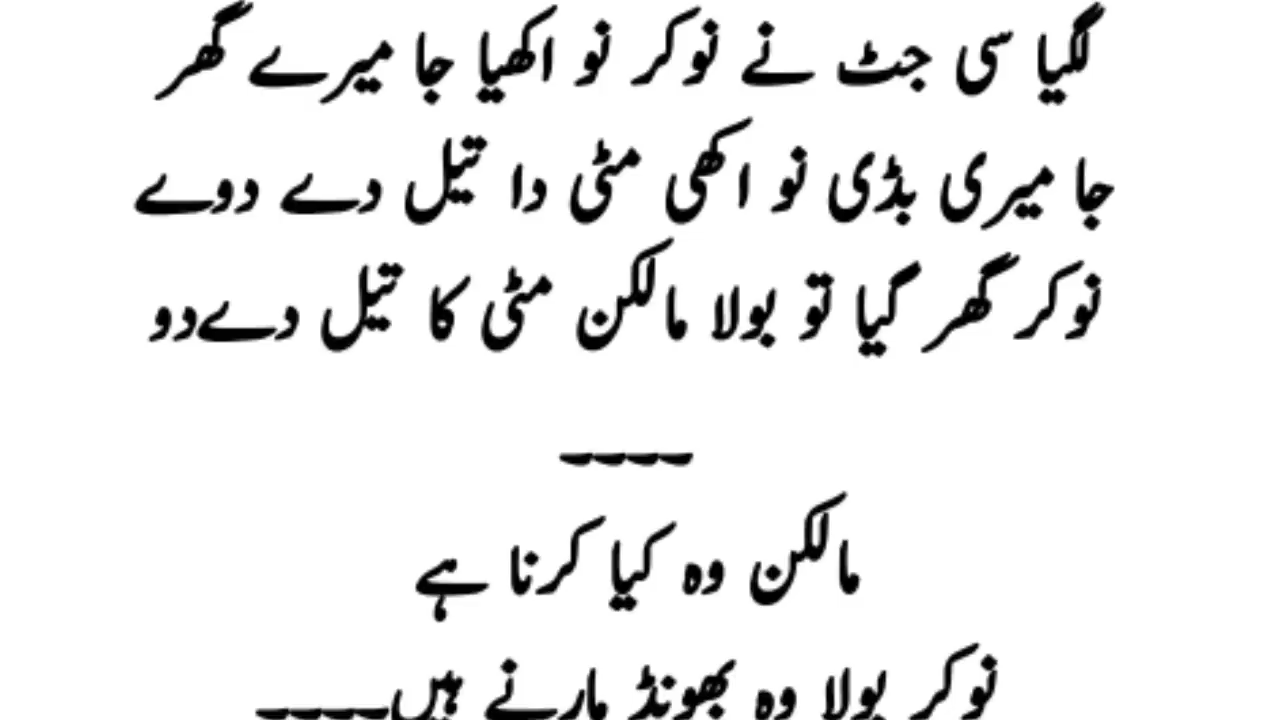 لگیا سی جٹ نے نوکر نو اکھیا جا میرے گھر
جا میری بڈی نو اکھی مٹی دا تیل دے دوے
نوکر گھر گیا تو بولا مالکن مٹی کا تیل دےدو
۔۔۔۔
مالکن وہ کیا کرنا ہے
نوکر بولا وہ بھونڈ مارنے ہیں۔۔۔۔